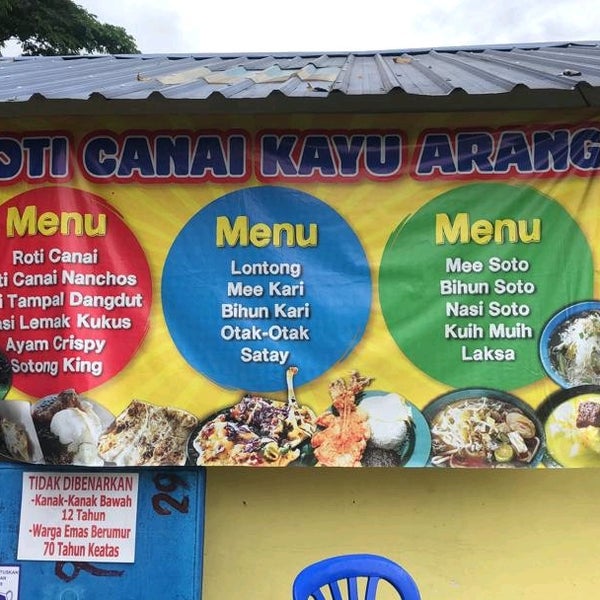 OTI CANAI KAYU ARANG
Menu
Roti Canai
ti Canai Nanchos
i Tampal Dangdut
asi Lemak Kukus
Ayam Crispy
Sotong King
Menu
Lontong
Mee Kari
Bihun Kari
Otak-Otak
Satay
Menu
Mee Soto
Bihun Soto
Nasi Soto
Kuih Muih
Laksa
TIDAK DIBENARKAN
-Kanak-Kanak Bawah
12 Tahun
-Warga Emas Berumur
70 Tahun Keatas
29